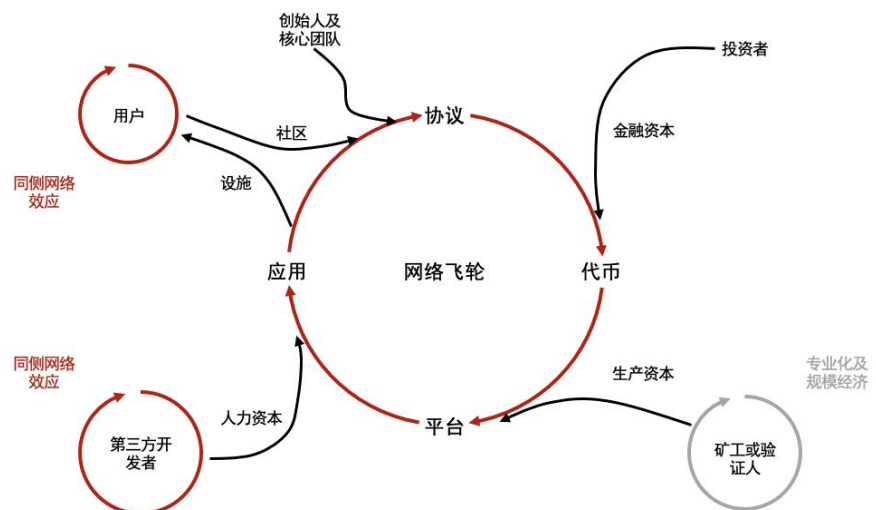 创始人及
核心团队
投资者
用户
协议
社区
金融资本
设施
同侧网络
效应
应用
网络飞轮
代币
同侧网络
效应
生产资本
专业化及
规模经济
人力资本
平台
第三方开
发者
矿工或验
证人